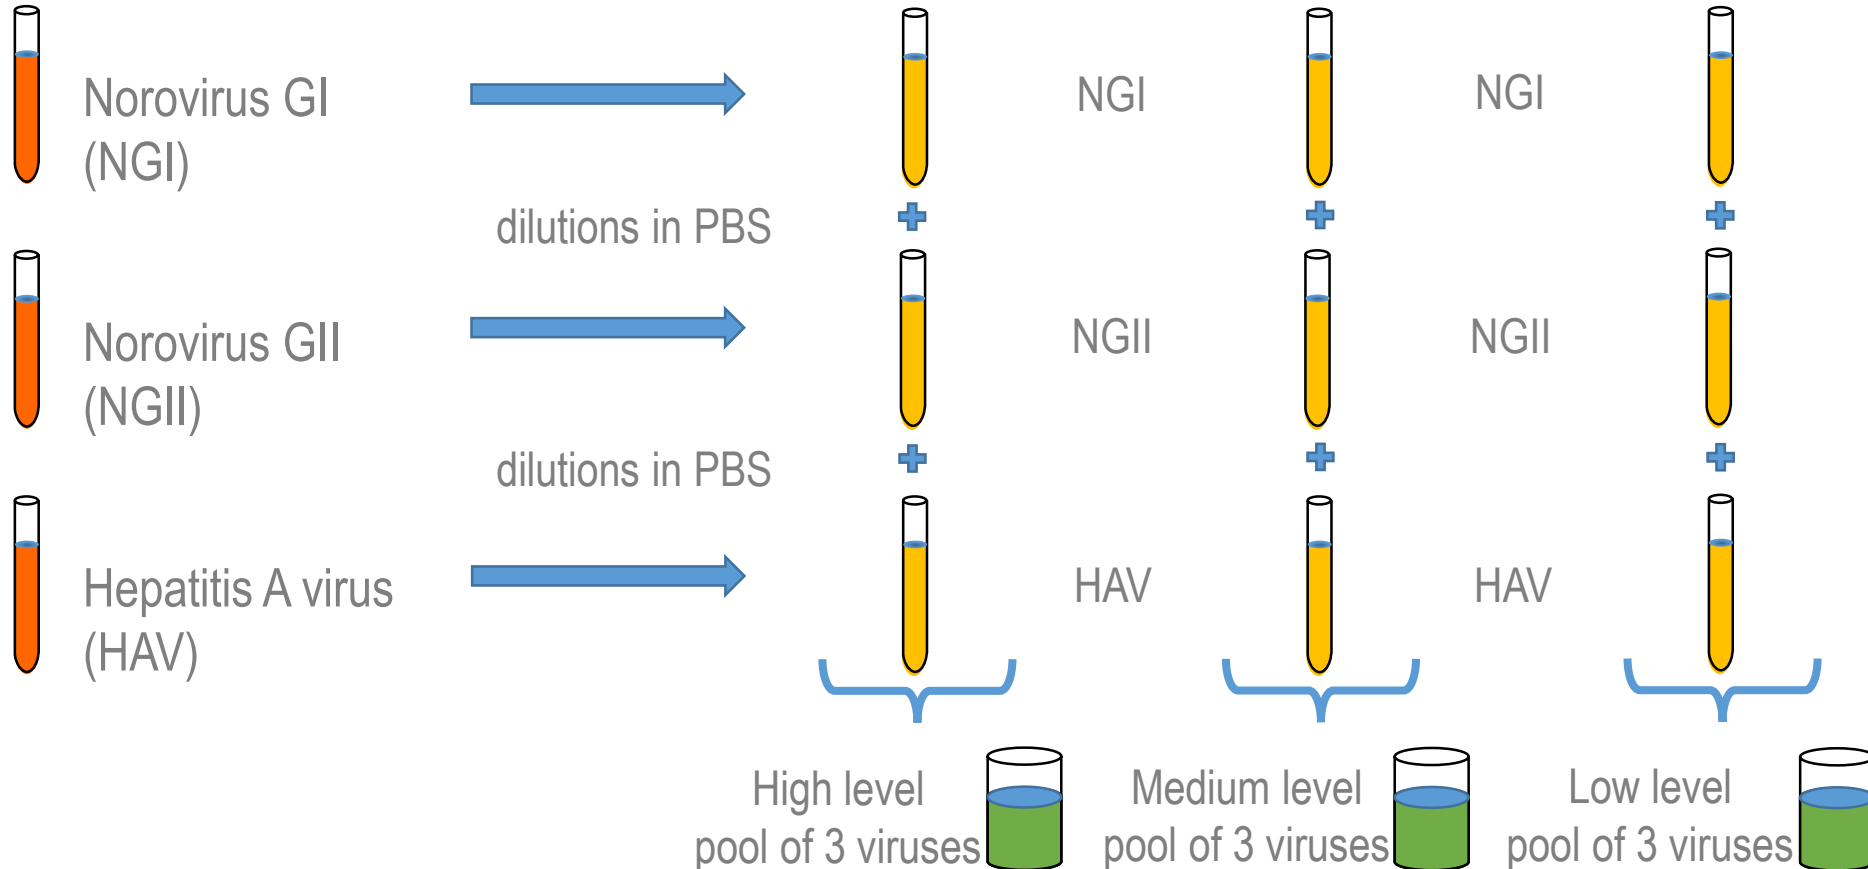 Norovirus GI
(NGI)
NGI
NGI
dilutions in PBS
Norovirus GII
(NGII)
NGII
NGII
dilutions in PBS
Hepatitis A virus
(HAV)
HAV
HAV
High level
pool of 3 viruses
Medium level
pool of 3 viruses
Low level
pool of 3 viruses